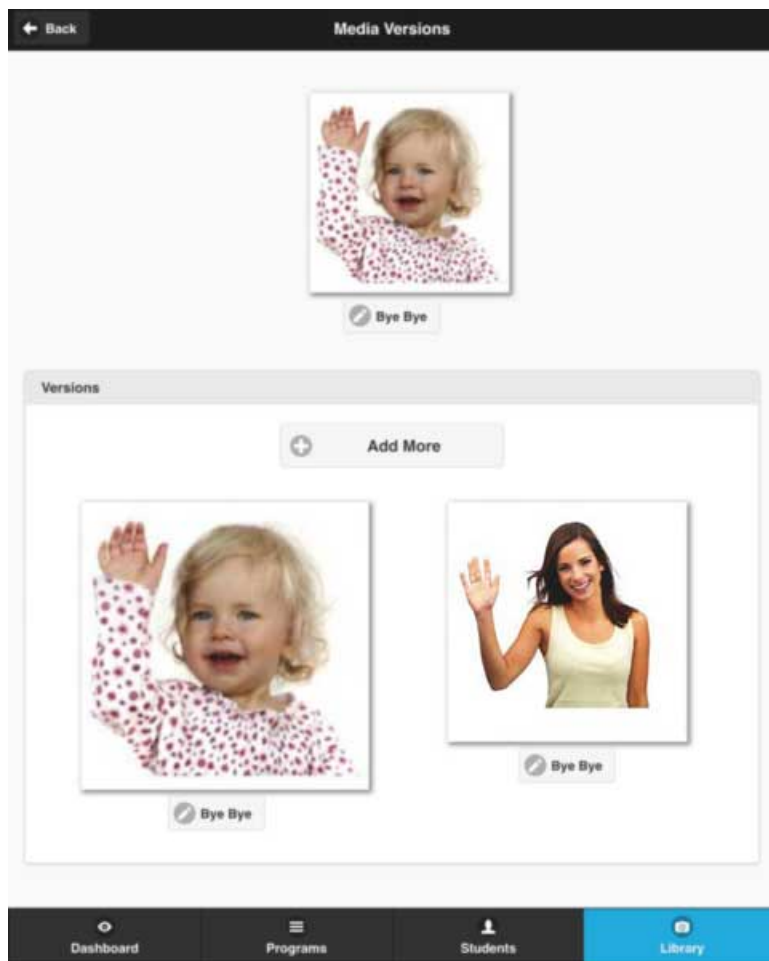 Back
Media Versions
Bye Bye
Versions
Add More
Bye Bye
Bye Bye
Dashboard
Programs
Students
Library